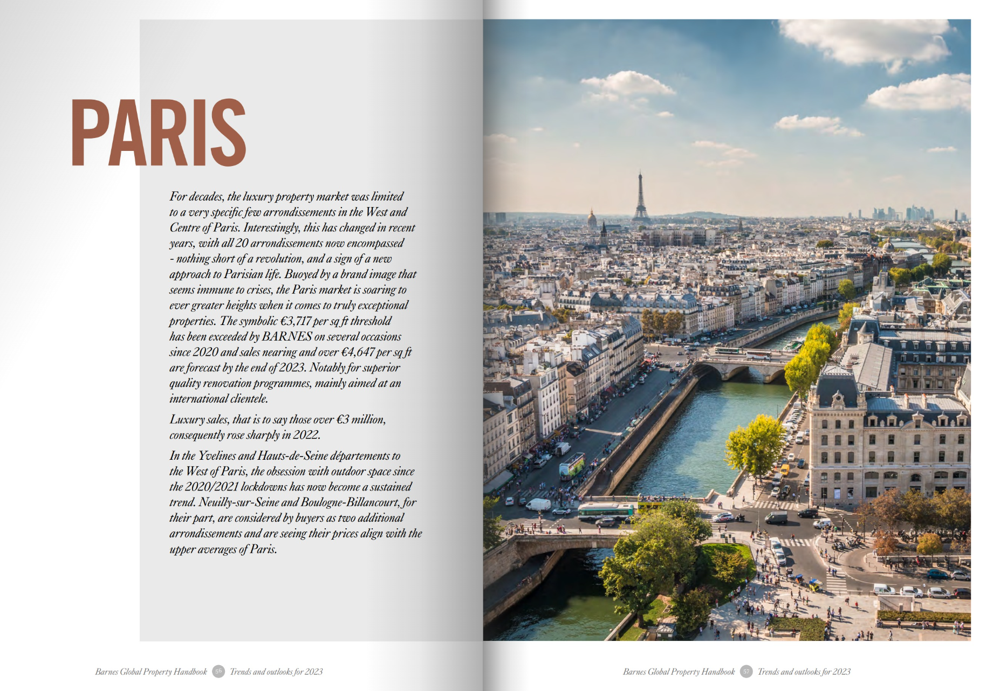 PARIS
For decades, the luxury property market was limited
to a very specific few arrondissements in the West and
Centre of Paris. Interestingly, this has changed in recent
years, with all 20 arrondissements now encompassed
- nothing short of a revolution, and a sign of a new
approach to Parisian life. Buoyed by a brand image that
seems immune to crises, the Paris market is soaring to
ever greater heights when it comes to truly exceptional
properties. The symbolic €3,717 per sq ft threshold
has been exceeded by BARNES on several occasions
since 2020 and sales nearing and over €4,647 per sq ft
are forecast by the end of 2023. Notably for superior
quality renovation programmes, mainly aimed at an
international clientele.
Luxury sales, that is to say those over €3 million,
consequently rose sharply in 2022.
In the Yvelines and Hauts-de-Seine départements to
the West of Paris, the obsession with outdoor space since
the 2020/2021 lockdowns has now become a sustained
trend. Neuilly-sur-Seine and Boulogne-Billancourt, for
their part, are considered by buyers as two additional
arrondissements and are seeing their prices align with the
upper averages of Paris.
Barnes Global Property Handbook 56 Trends and outlooks for 2023
Barnes Global Property Handbook 57 Trends and outlooks for 2023